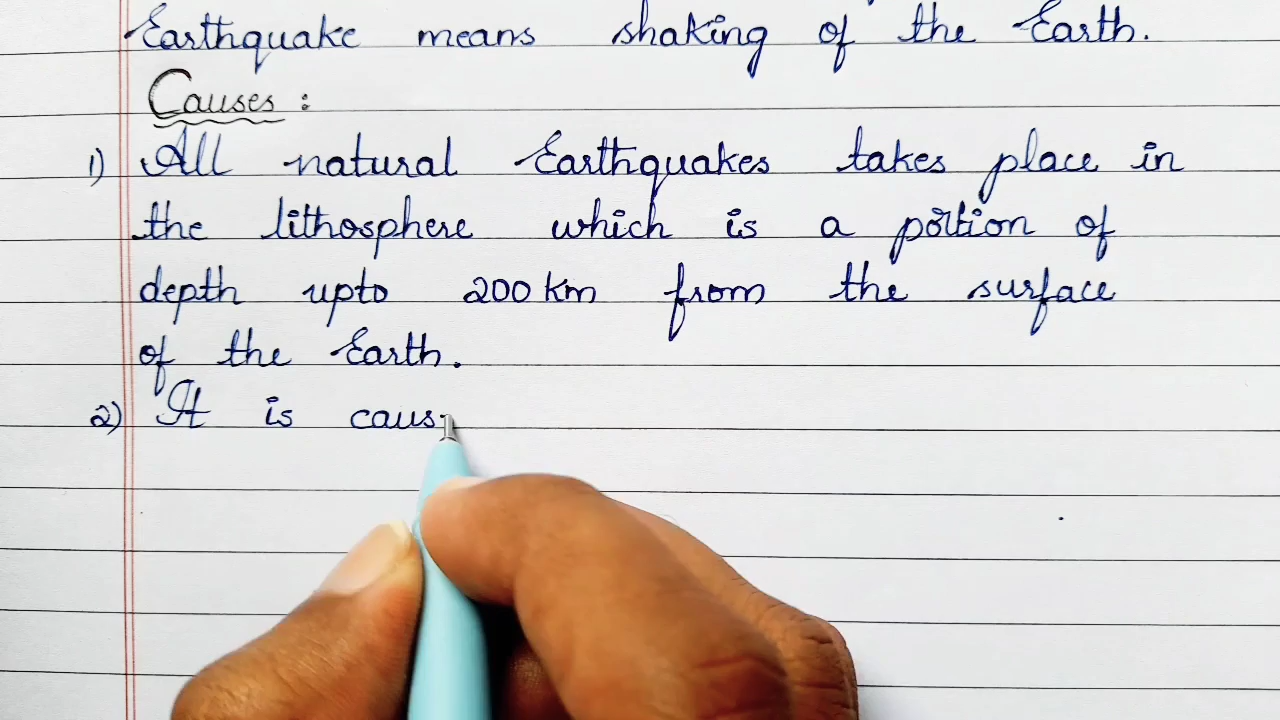 Earthquake means shaking of the Earth.
Causes :
1) All natural Earthquakes takes place in
the lithosphere which is a portion of
depth upto 200 km from the surface
of the Earth.
2) It is caus